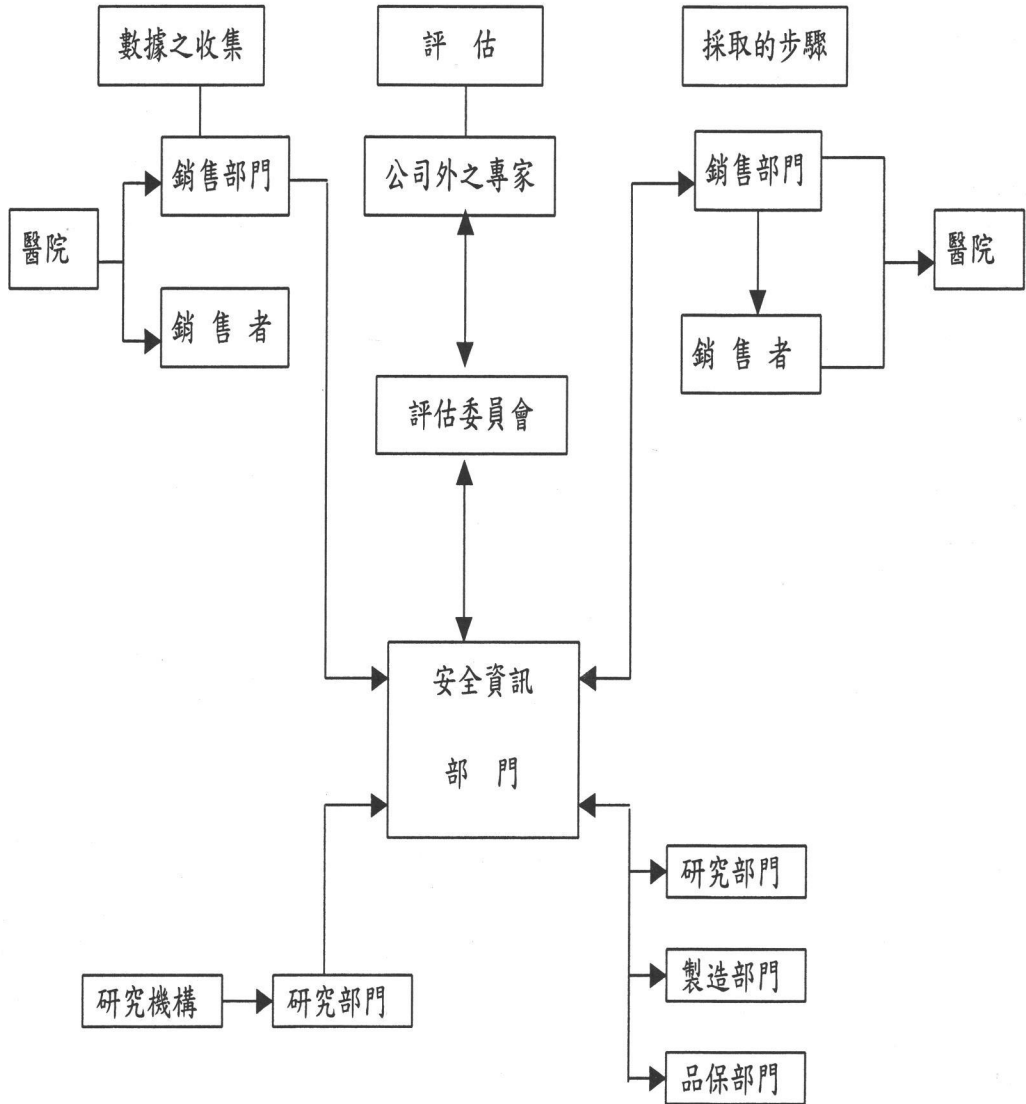 數據之收集
評 估
採取的步驟
銷售部門
公司外之專家
銷售部門
醫院
醫院
銷 售 者
銷 售 者
評估委員會
安全資訊
部 門
研究部門
製造部門
研究機構
研究部門
品保部門